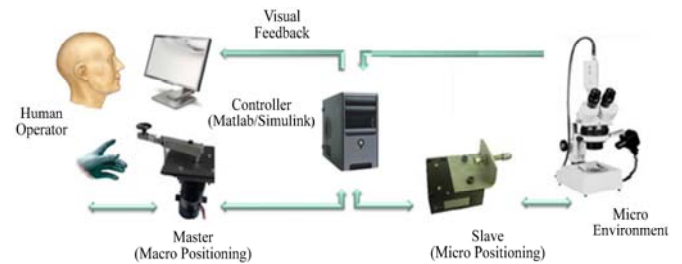 Visual
Feedback
Human
Operator
Controller
(Matlab/Simulink)
Master
(Macro Positioning)
Slave
(Micro Positioning)
Micro
Environment